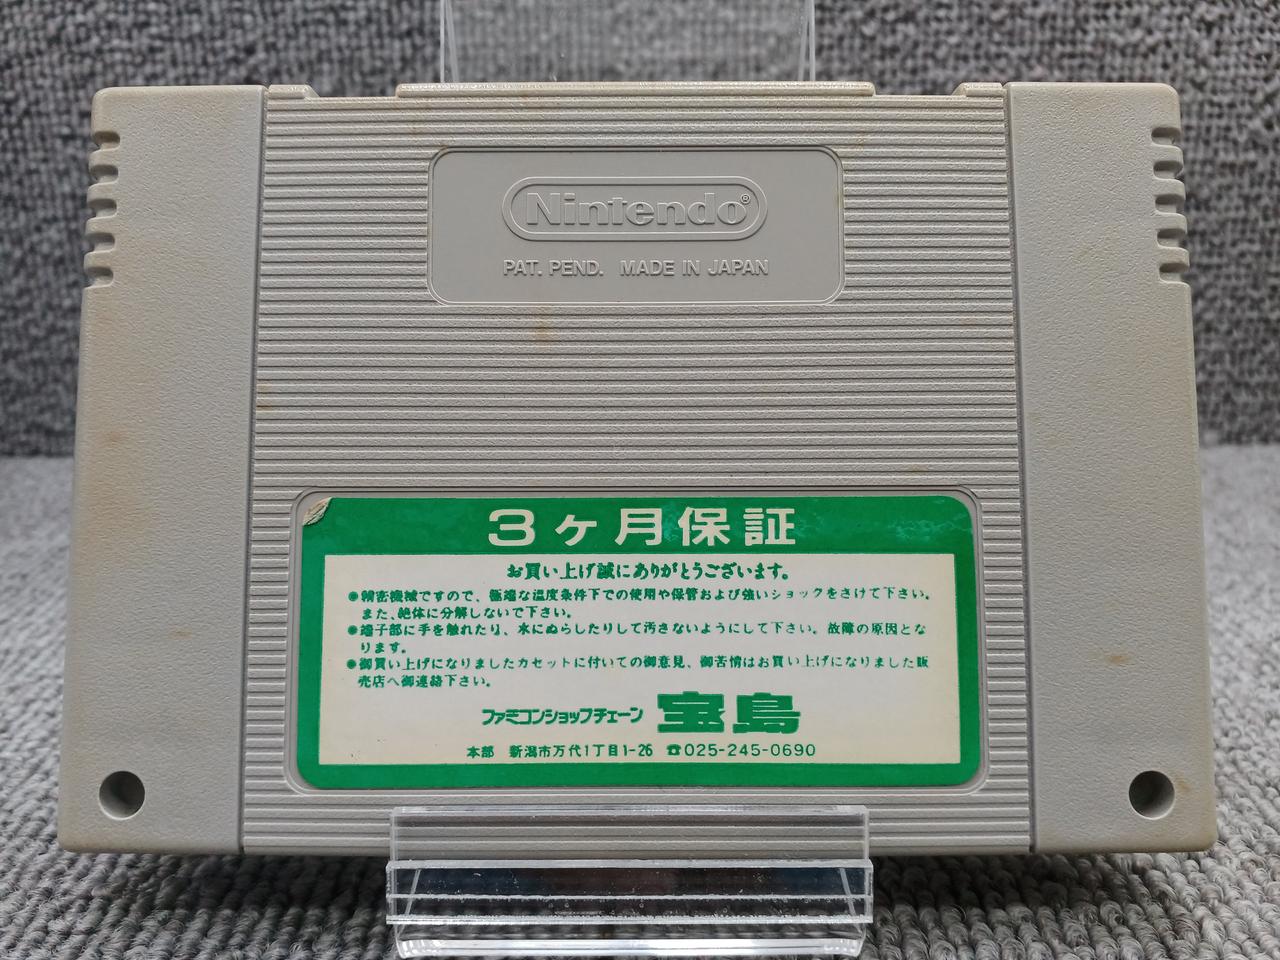 Nintendo®
PAT. PEND. MADE IN JAPAN
3ヶ月保証
お買い上げ誠にありがとうございます。
●精密機械ですので、極端な温度条件下での使用や保管および強いショックをさけて下さい。
また、絶体に分解しないで下さい。
●端子部に手を触れたり、水にぬらしたりして汚さないようにして下さい。故障の原因とな
ります。
●御買い上げになりましたカセットに付いての御意見、御苦情はお買い上げになりました販
売店へ御連絡下さい。
ファミコンショップチェーン 宝島
本部 新潟市万代1丁目1-26 ☎025-245-0690